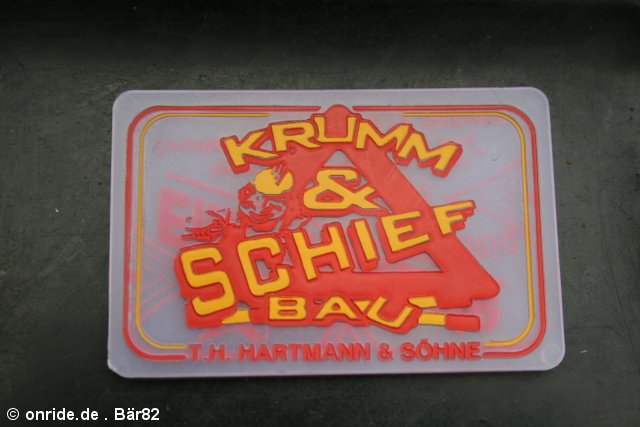 KRUMM
&
SCHIEF
BAU
T.H. HARTMANN & SÖHNE
© onride.de . Bär82